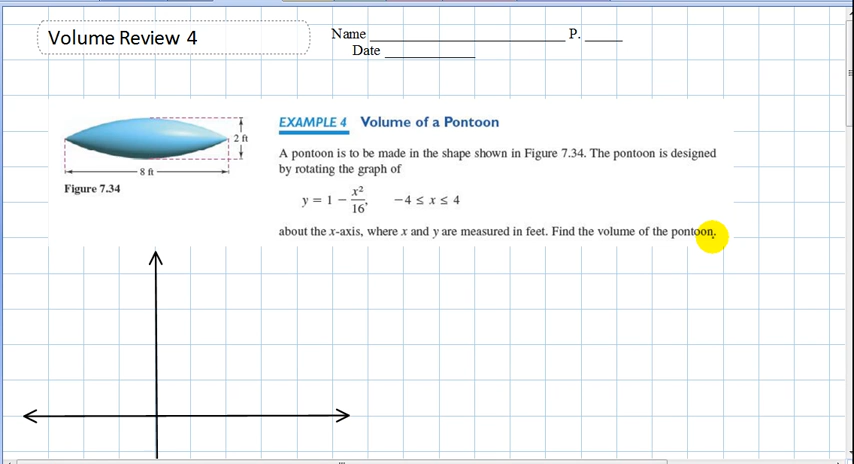 Volume Review 4
Name ____________________ P. ____
Date __________
2 ft
8 ft
Figure 7.34
EXAMPLE 4 Volume of a Pontoon
A pontoon is to be made in the shape shown in Figure 7.34. The pontoon is designed
by rotating the graph of
y = 1 − x²/16, −4 ≤ x ≤ 4
about the x-axis, where x and y are measured in feet. Find the volume of the pontoon.